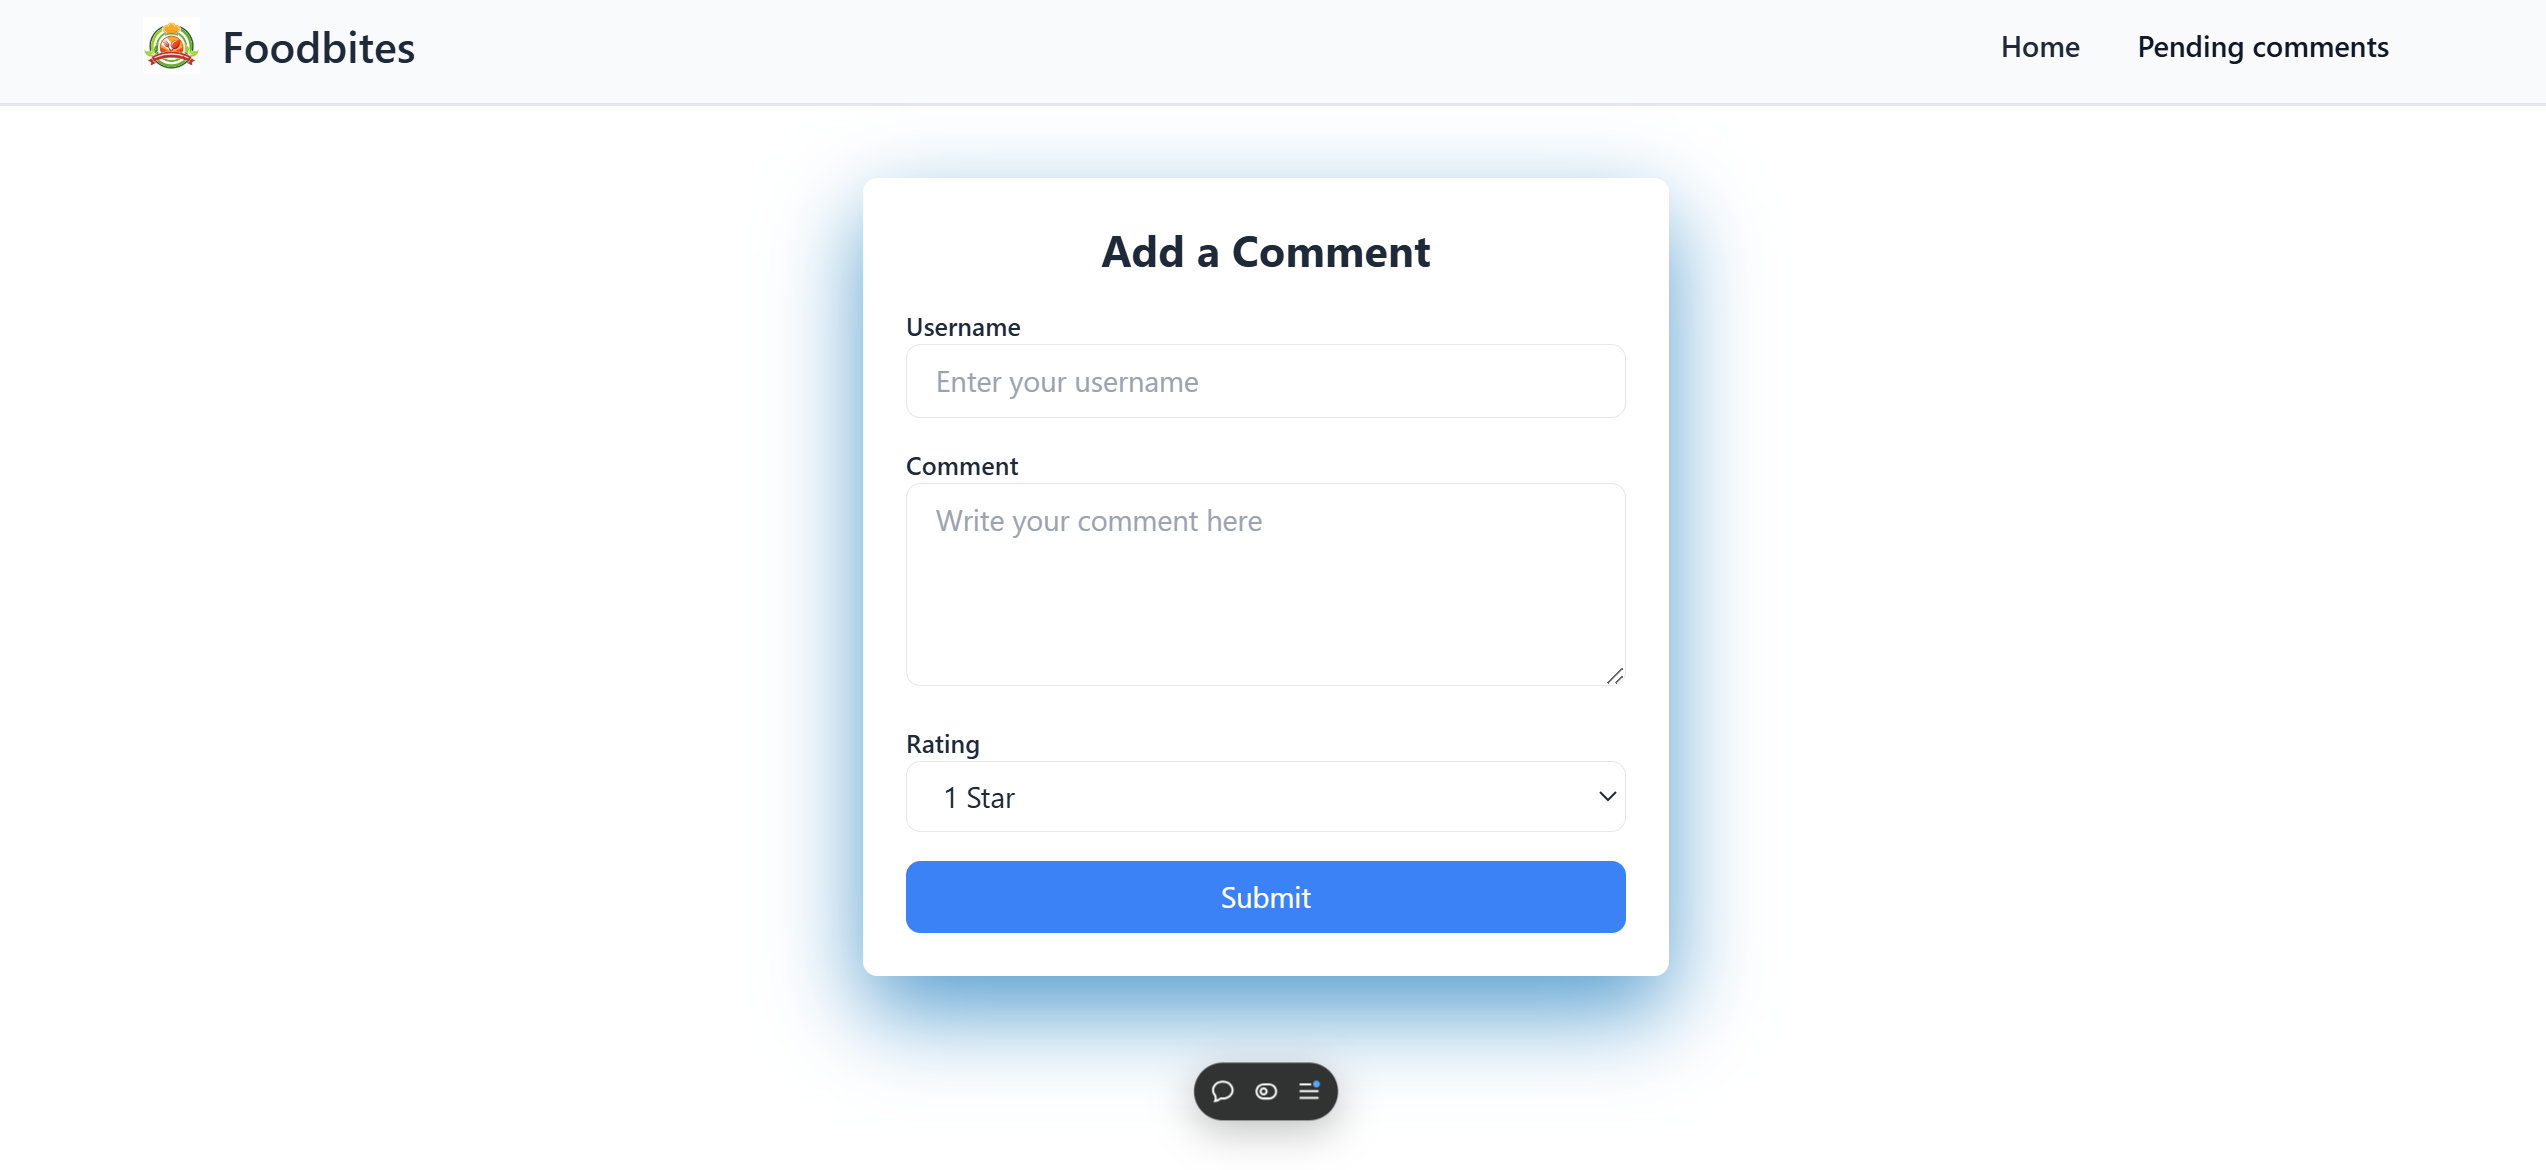 Foodbites
Home
Pending comments
Add a Comment
Username
Enter your username
Comment
Write your comment here
Rating
1 Star
Submit